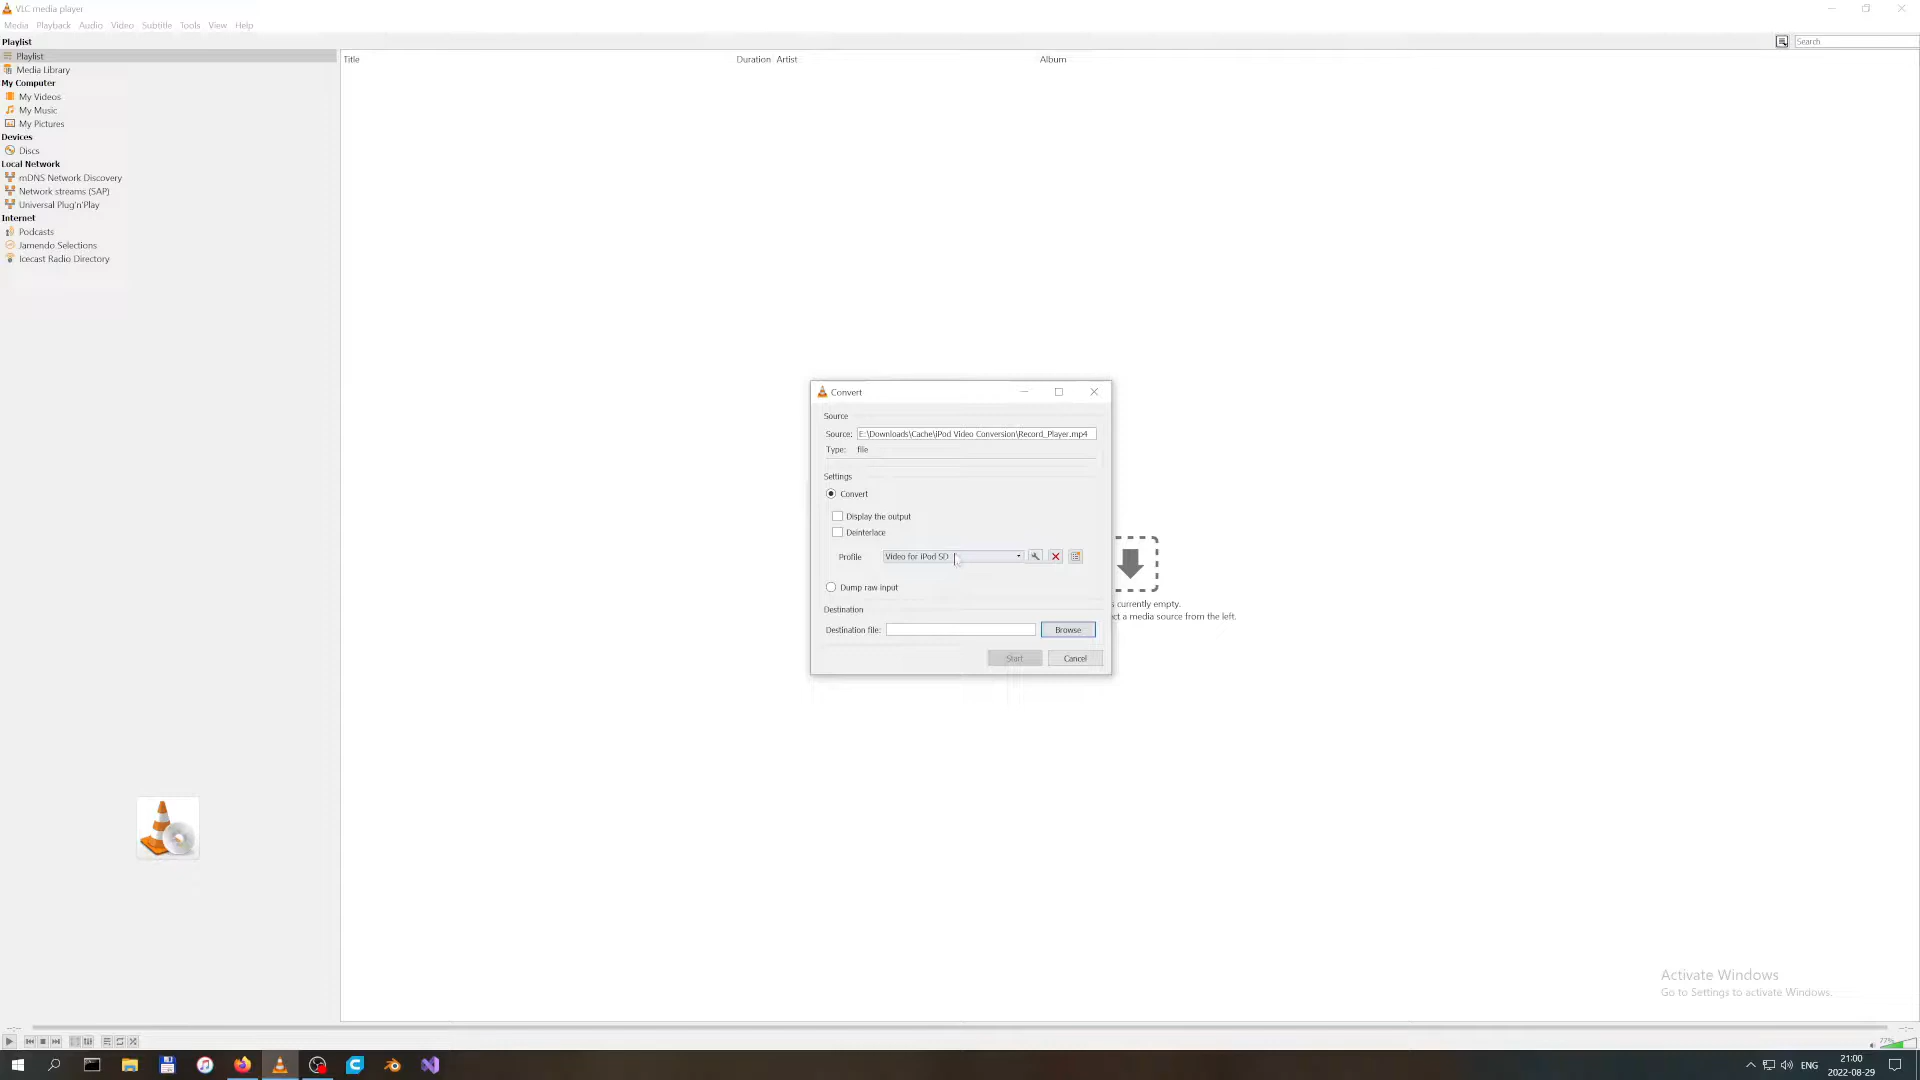 VLC media player
Media Playback Audio Video Subtitle Tools View Help
Playlist
Search
Playlist
Media Library
My Computer
My Videos
My Music
My Pictures
Devices
Discs
Local Network
mDNS Network Discovery
Network streams (SAP)
Universal Plug'n'Play
Internet
Podcasts
Jamendo Selections
Icecast Radio Directory
Title Duration Artist Album
Convert
Source
Source: E:\Downloads\Cache\iPod Video Conversion\Record_Player.mp4
Type: file
Settings
Convert
Display the output
Deinterlace
Profile Video for iPod SD
Dump raw input
Destination
Destination file: Browse
Start Cancel
s currently empty.
ct a media source from the left.
Activate Windows
Go to Settings to activate Windows.
--:-- --:--
77%
ENG
21:00
2022-08-29